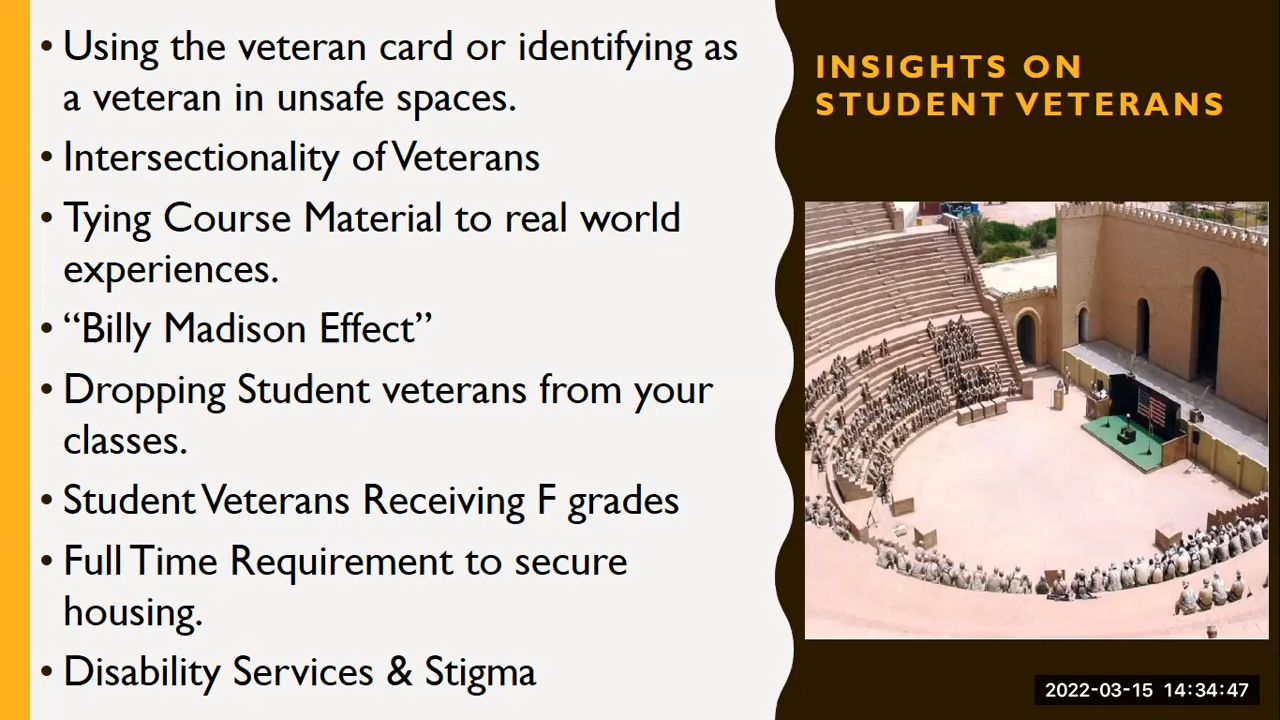 • Using the veteran card or identifying as
a veteran in unsafe spaces.
• Intersectionality of Veterans
• Tying Course Material to real world
experiences.
• “Billy Madison Effect”
• Dropping Student veterans from your
classes.
• Student Veterans Receiving F grades
• Full Time Requirement to secure
housing.
• Disability Services & Stigma
INSIGHTS ON
STUDENT VETERANS
2022-03-15 14:34:47